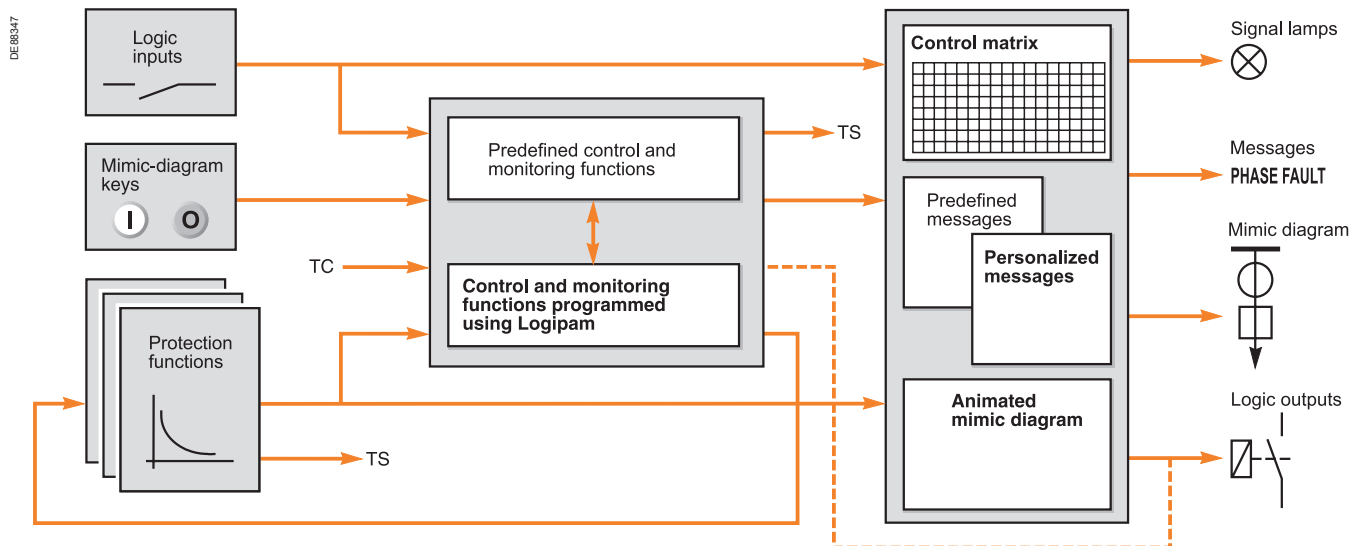 DE88347
Logic
inputs
Mimic-diagram
keys
I O
Protection
functions
TS
TC
Predefined control and
monitoring functions
Control and monitoring
functions programmed
using Logipam
TS
Control matrix
Predefined
messages
Personalized
messages
Animated
mimic diagram
Signal lamps
Messages
PHASE FAULT
Mimic diagram
Logic outputs